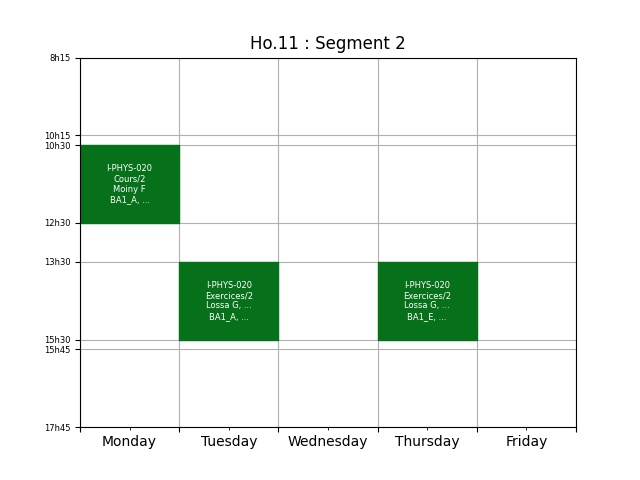 Ho.11 : Segment 2
8h15
10h15
10h30
I-PHYS-020
Cours/2
Moiny F
BA1_A, ...
12h30
13h30
I-PHYS-020
Exercices/2
Lossa G, ...
BA1_A, ...
I-PHYS-020
Exercices/2
Lossa G, ...
BA1_E, ...
15h30
15h45
17h45
Monday
Tuesday
Wednesday
Thursday
Friday